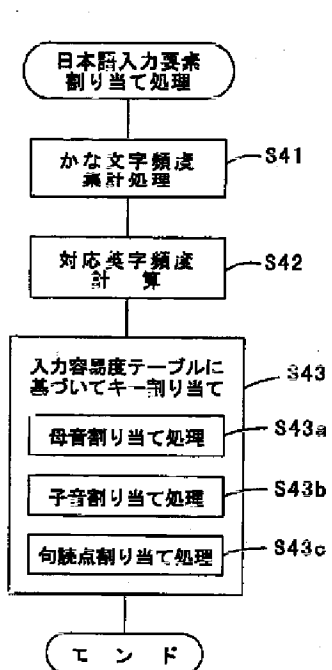 日本語入力要素
割り当て処理
かな文字頻度
集計処理
S41
対応英字頻度
計 算
S42
入力容易度テーブルに
基づいてキー割り当て
S43
母音割り当て処理
S43a
子音割り当て処理
S43b
句読点割り当て処理
S43c
エ ン ド